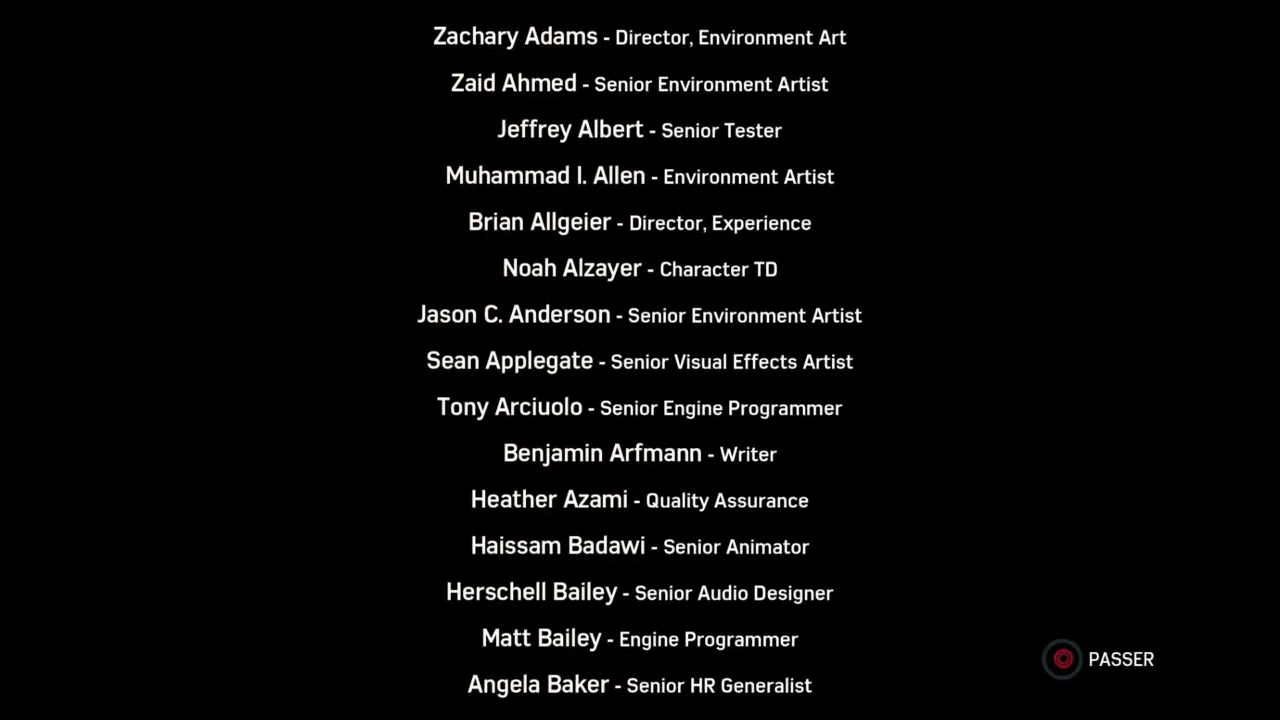 Zachary Adams - Director, Environment Art
Zaid Ahmed - Senior Environment Artist
Jeffrey Albert - Senior Tester
Muhammad I. Allen - Environment Artist
Brian Allgeier - Director, Experience
Noah Alzayer - Character TD
Jason C. Anderson - Senior Environment Artist
Sean Applegate - Senior Visual Effects Artist
Tony Arciuolo - Senior Engine Programmer
Benjamin Arfmann - Writer
Heather Azami - Quality Assurance
Haissam Badawi - Senior Animator
Herschell Bailey - Senior Audio Designer
Matt Bailey - Engine Programmer
PASSER
Angela Baker - Senior HR Generalist